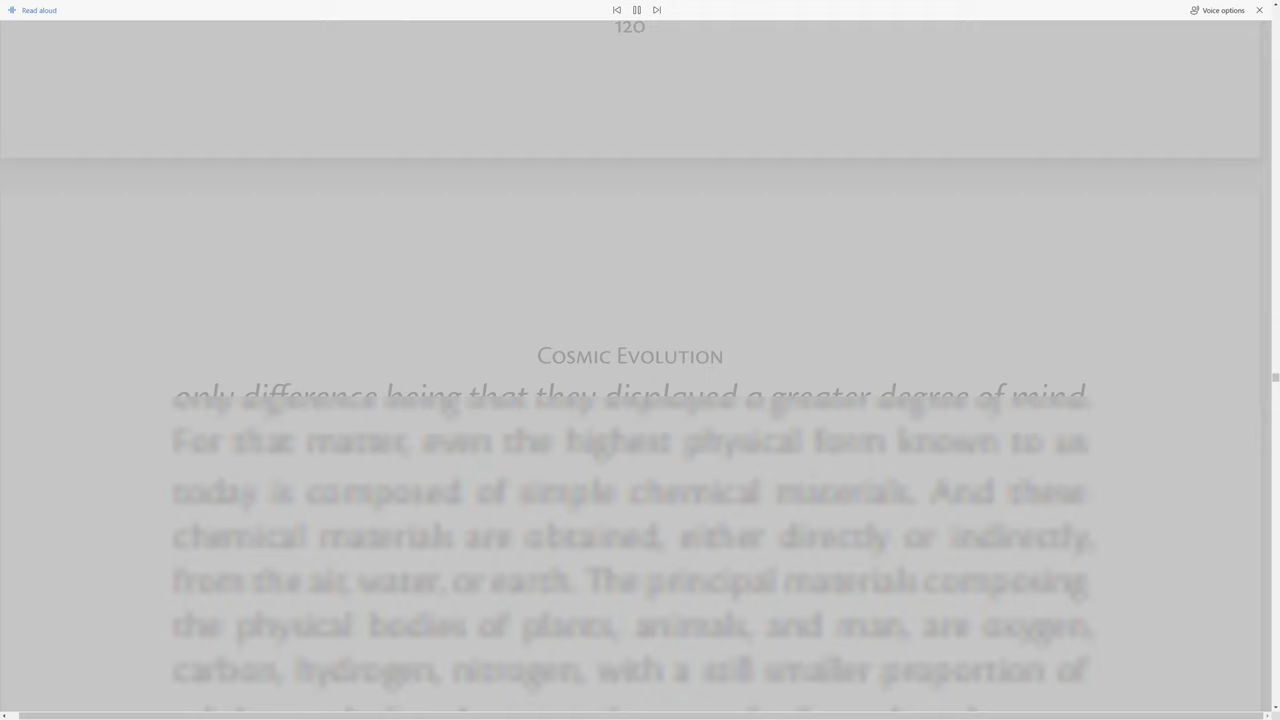 Read aloud
Voice options
120
Cosmic Evolution
only difference being that they displayed a greater degree of mind.
For that matter, even the highest physical form known to us
today is composed of simple chemical materials. And these
chemical materials are obtained, either directly or indirectly,
from the air, water, or earth. The principal materials composing
the physical bodies of plants, animals, and man, are oxygen,
carbon, hydrogen, nitrogen, with a still smaller proportion of